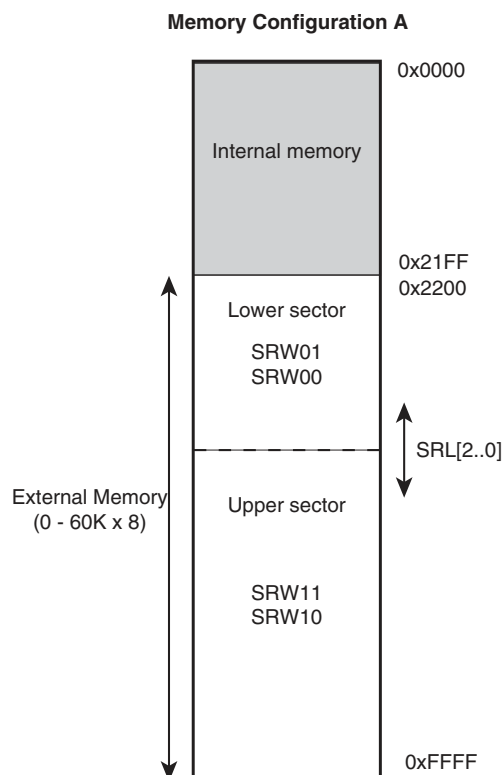 Memory Configuration A
0x0000
Internal memory
0x21FF
0x2200
Lower sector
SRW01
SRW00
SRL[2..0]
External Memory
(0 - 60K x 8)
Upper sector
SRW11
SRW10
0xFFFF